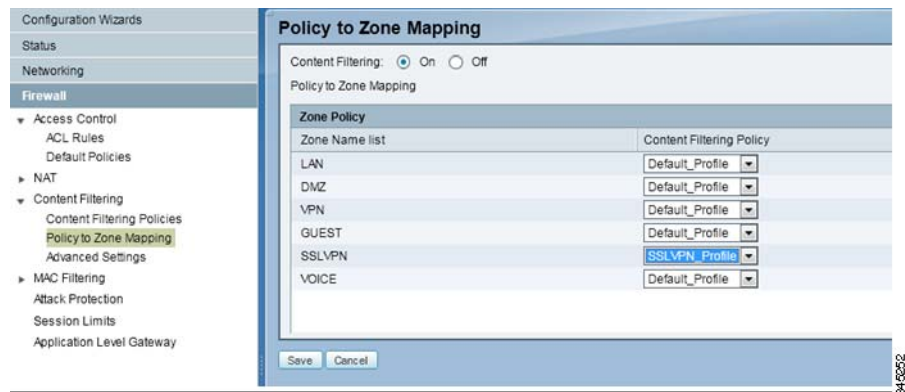 Configuration Wizards
Status
Networking
Firewall
Access Control
ACL Rules
Default Policies
NAT
Content Filtering
Content Filtering Policies
Policy to Zone Mapping
Advanced Settings
MAC Filtering
Attack Protection
Session Limits
Application Level Gateway
Policy to Zone Mapping
Content Filtering: On Off
Policy to Zone Mapping
Zone Policy
Zone Name list Content Filtering Policy
LAN Default_Profile
DMZ Default_Profile
VPN Default_Profile
GUEST Default_Profile
SSLVPN SSLVPN_Profile
VOICE Default_Profile
Save Cancel
345252